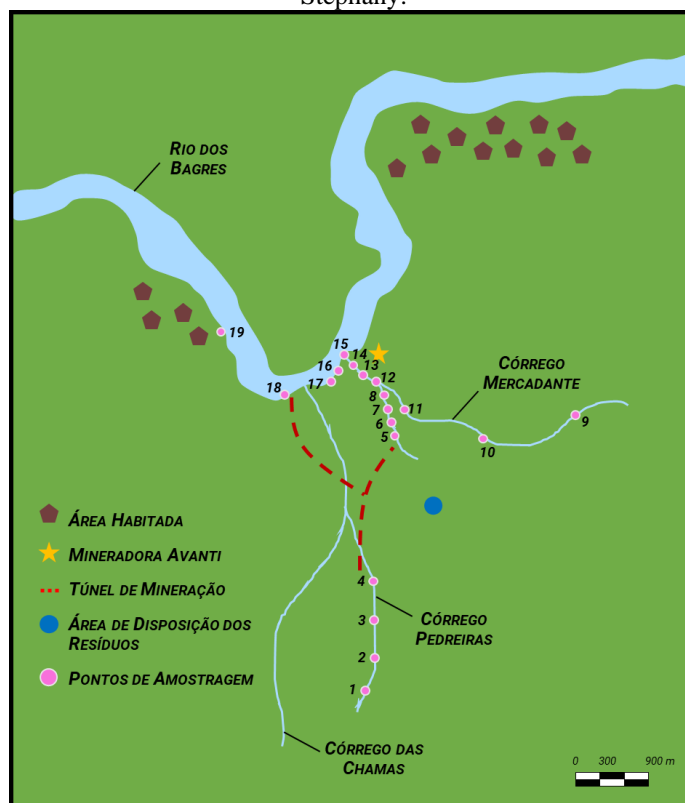 Stephany.
RIO DOS
BAGRES
19
15
14
13
16
12
17
18
8
7
11
6
5
CÓRREGO
MERCADANTE
9
10
ÁREA HABITADA
MINERADORA AVANTI
TÚNEL DE MINERAÇÃO
ÁREA DE DISPOSIÇÃO DOS
RESÍDUOS
PONTOS DE AMOSTRAGEM
4
3
2
1
CÓRREGO
PEDREIRAS
CÓRREGO DAS
CHAMAS
0 300 900 m